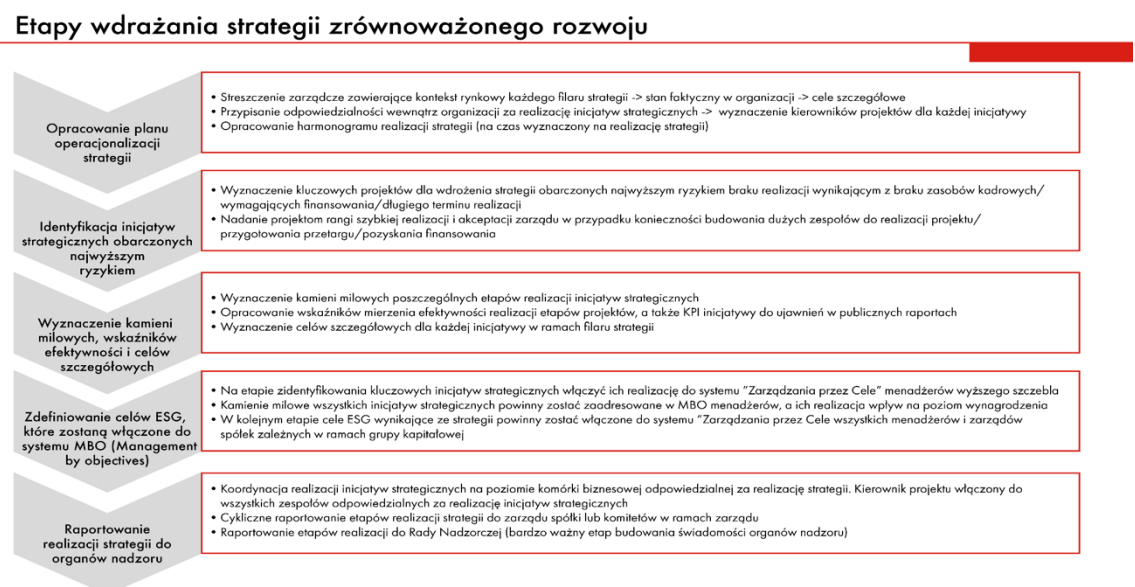 Etapy wdrażania strategii zrównoważonego rozwoju
Opracowanie planu
operacjonalizacji
strategii
• Streszczenie zarządcze zawierające kontekst rynkowy każdego filaru strategii -> stan faktyczny w organizacji -> cele szczegółowe
• Przypisanie odpowiedzialności wewnątrz organizacji za realizację inicjatyw strategicznych -> wyznaczenie kierowników projektów dla każdej inicjatywy
• Opracowanie harmonogramu realizacji strategii (na czas wyznaczony na realizację strategii)
Identyfikacja inicjatyw
strategicznych obarczonych
najwyższym
ryzykiem
• Wyznaczenie kluczowych projektów dla wdrożenia strategii obarczonych najwyższym ryzykiem braku realizacji wynikającym z braku zasobów kadrowych/
wymagających finansowania/długiego terminu realizacji
• Nadanie projektom rangi szybkiej realizacji i akceptacji zarządu w przypadku konieczności budowania dużych zespołów do realizacji projektu/
przygotowania przetargu/pozyskania finansowania
Wyznaczenie kamieni
milowych, wskaźników
efektywności i celów
szczegółowych
• Wyznaczenie kamieni milowych poszczególnych etapów realizacji inicjatyw strategicznych
• Opracowanie wskaźników mierzenia efektywności realizacji etapów projektów, a także KPI inicjatywy do ujawnień w publicznych raportach
• Wyznaczenie celów szczegółowych dla każdej inicjatywy w ramach filaru strategii
Zdefiniowanie celów ESG,
które zostaną włączone do
systemu MBO (Management
by objectives)
• Na etapie zidentyfikowania kluczowych inicjatyw strategicznych włączyć ich realizację do systemu "Zarządzania przez Cele" menadżerów wyższego szczebla
• Kamienie milowe wszystkich inicjatyw strategicznych powinny zostać zaadresowane w MBO menadżerów, a ich realizacja wpływ na poziom wynagrodzenia
• W kolejnym etapie cele ESG wynikające ze strategii powinny zostać włączone do systemu "Zarządzania przez Cele wszystkich menadżerów i zarządów
spółek zależnych w ramach grupy kapitałowej
Raportowanie
realizacji strategii do
organów nadzoru
• Koordynacja realizacji inicjatyw strategicznych na poziomie komórki biznesowej odpowiedzialnej za realizację strategii. Kierownik projektu włączony do
wszystkich zespołów odpowiedzialnych za realizację inicjatyw strategicznych
• Cykliczne raportowanie etapów realizacji strategii do zarządu spółki lub komitetów w ramach zarządu
• Raportowanie etapów realizacji do Rady Nadzorczej (bardzo ważny etap budowania świadomości organów nadzoru)